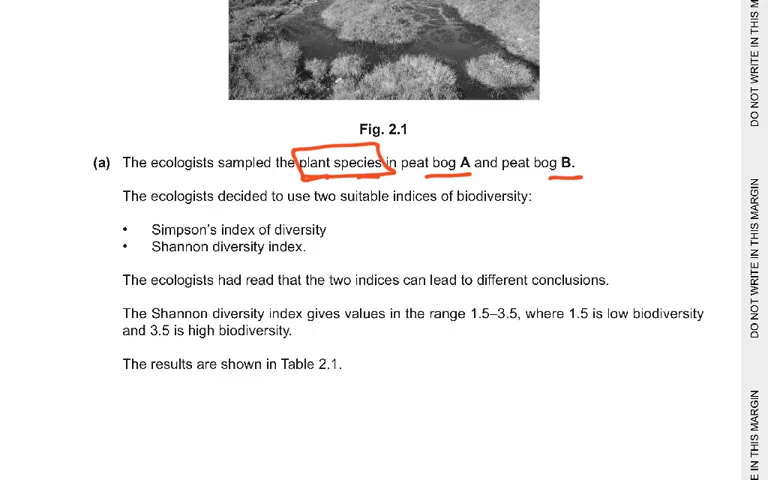 Fig. 2.1
(a) The ecologists sampled the plant species in peat bog A and peat bog B.
The ecologists decided to use two suitable indices of biodiversity:
• Simpson's index of diversity
• Shannon diversity index.
The ecologists had read that the two indices can lead to different conclusions.
The Shannon diversity index gives values in the range 1.5–3.5, where 1.5 is low biodiversity
and 3.5 is high biodiversity.
The results are shown in Table 2.1.
DO NOT WRITE IN THIS M
DO NOT WRITE IN THIS MARGIN
E IN THIS MARGIN